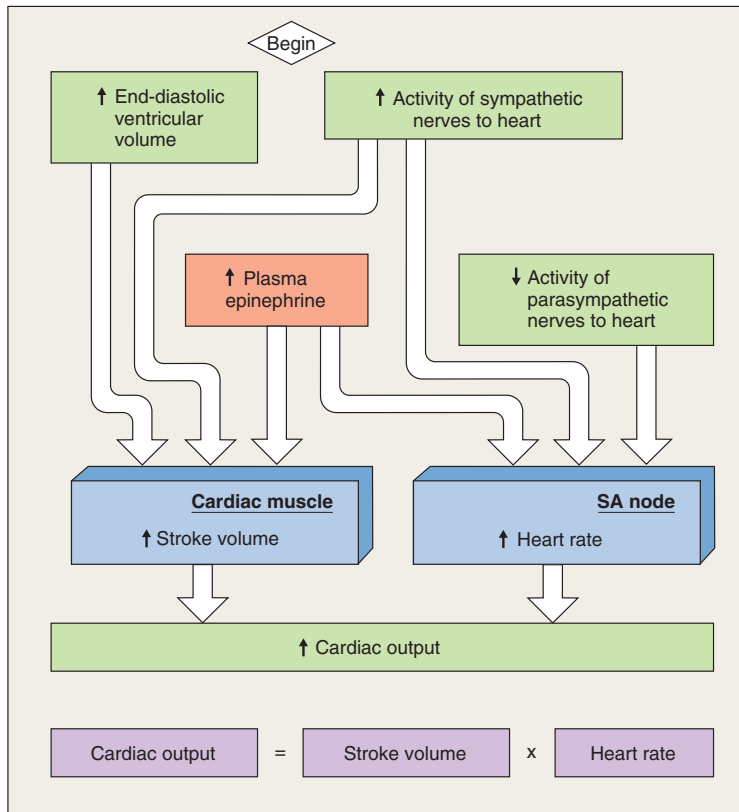 Begin
↑ End-diastolic
ventricular
volume
↑ Activity of sympathetic
nerves to heart
↑ Plasma
epinephrine
↓ Activity of
parasympathetic
nerves to heart
Cardiac muscle
↑ Stroke volume
SA node
↑ Heart rate
↑ Cardiac output
Cardiac output = Stroke volume x Heart rate